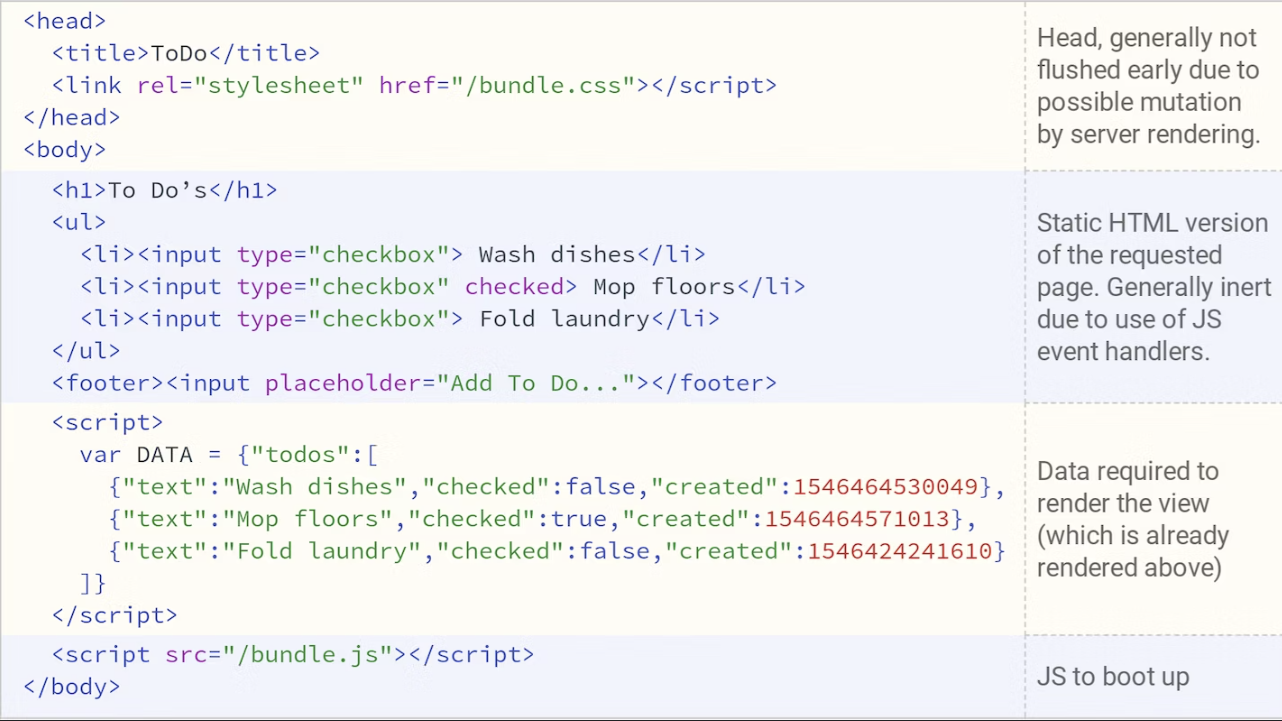 <head>
  <title>ToDo</title>
  <link rel="stylesheet" href="/bundle.css"></script>
</head>
<body>
Head, generally not
flushed early due to
possible mutation
by server rendering.
  <h1>To Do’s</h1>
  <ul>
    <li><input type="checkbox"> Wash dishes</li>
    <li><input type="checkbox" checked> Mop floors</li>
    <li><input type="checkbox"> Fold laundry</li>
  </ul>
  <footer><input placeholder="Add To Do..."></footer>
Static HTML version
of the requested
page. Generally inert
due to use of JS
event handlers.
  <script>
    var DATA = {"todos":[
      {"text":"Wash dishes","checked":false,"created":1546464530049},
      {"text":"Mop floors","checked":true,"created":1546464571013},
      {"text":"Fold laundry","checked":false,"created":1546424241610}
    ]}
  </script>
Data required to
render the view
(which is already
rendered above)
  <script src="/bundle.js"></script>
</body>
JS to boot up